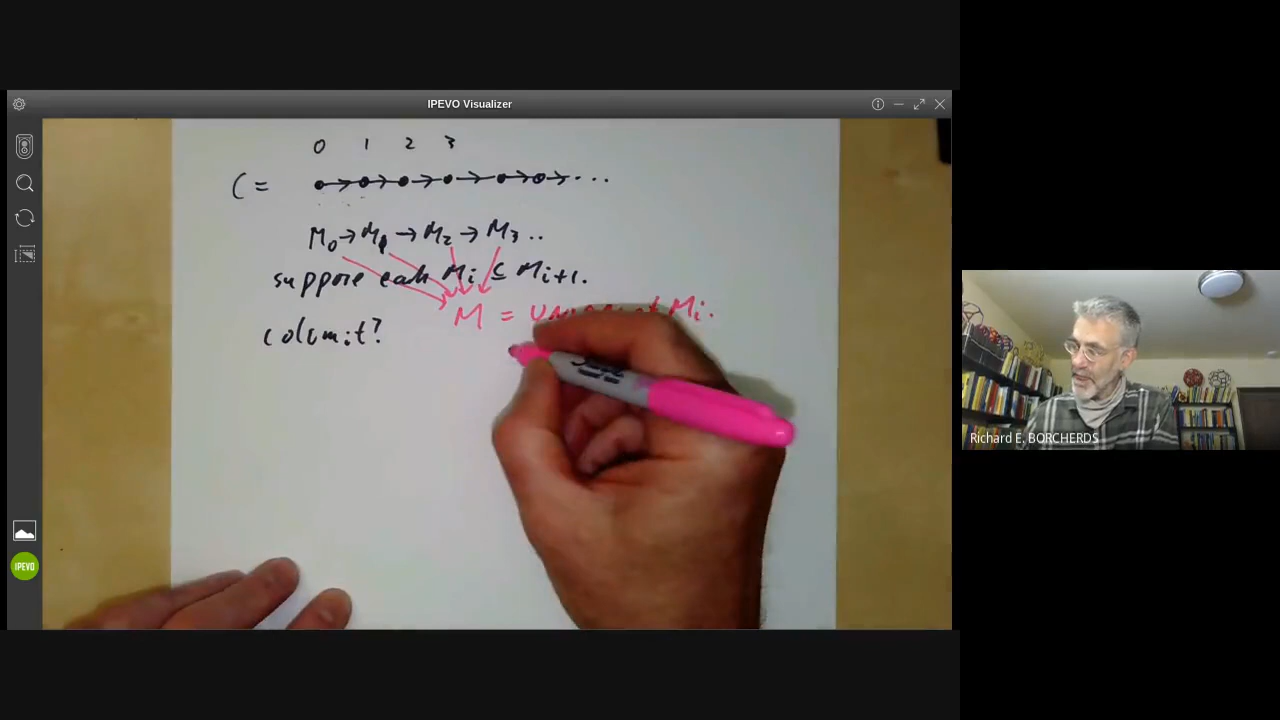 IPEVO Visualizer
0 1 2 3
C =
M₀ → M₁ → M₂ → M₃ ..
suppose each Mᵢ ⊆ Mᵢ₊₁.
M = Mᵢ.
colimit?
Richard E. BORCHERDS
IPEVO